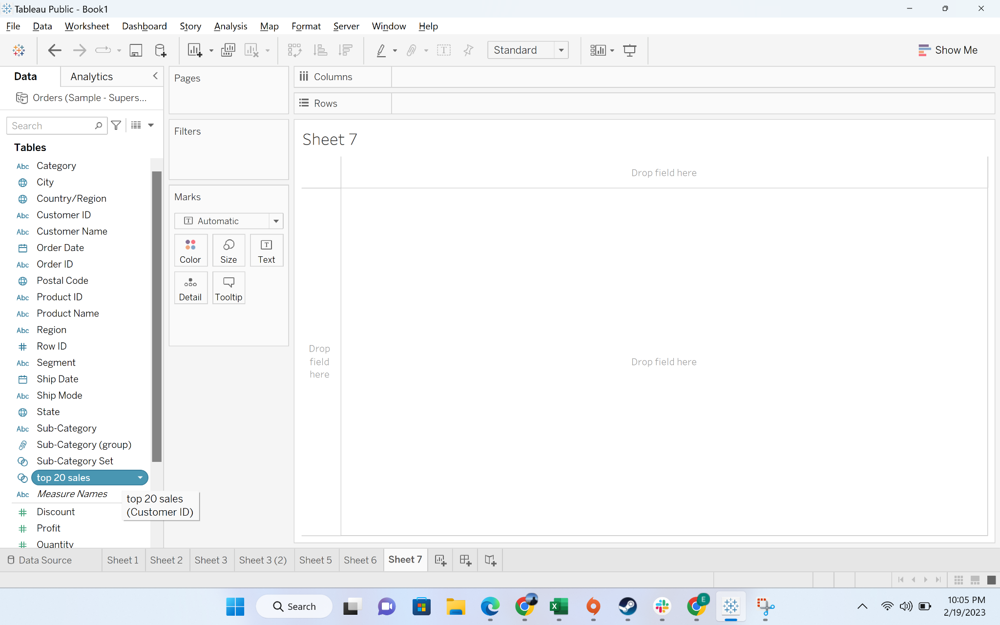 Tableau Public - Book1
File Data Worksheet Dashboard Story Analysis Map Format Server Window Help
Standard
Show Me
Data Analytics
Orders (Sample - Supers...
Search
Tables
Abc Category
City
Country/Region
Abc Customer ID
Abc Customer Name
Order Date
Abc Order ID
Postal Code
Abc Product ID
Abc Product Name
Abc Region
# Row ID
Abc Segment
Ship Date
Abc Ship Mode
State
Abc Sub-Category
Sub-Category (group)
Sub-Category Set
top 20 sales
Abc Measure Names
# Discount
# Profit
# Quantity
top 20 sales
(Customer ID)
Pages
Filters
Marks
T Automatic
Color Size T Text
Detail Tooltip
Columns
Rows
Sheet 7
Drop field here
Drop
field
here
Drop field here
Data Source Sheet 1 Sheet 2 Sheet 3 Sheet 3 (2) Sheet 5 Sheet 6 Sheet 7
Search
X
E
10:05 PM
2/19/2023